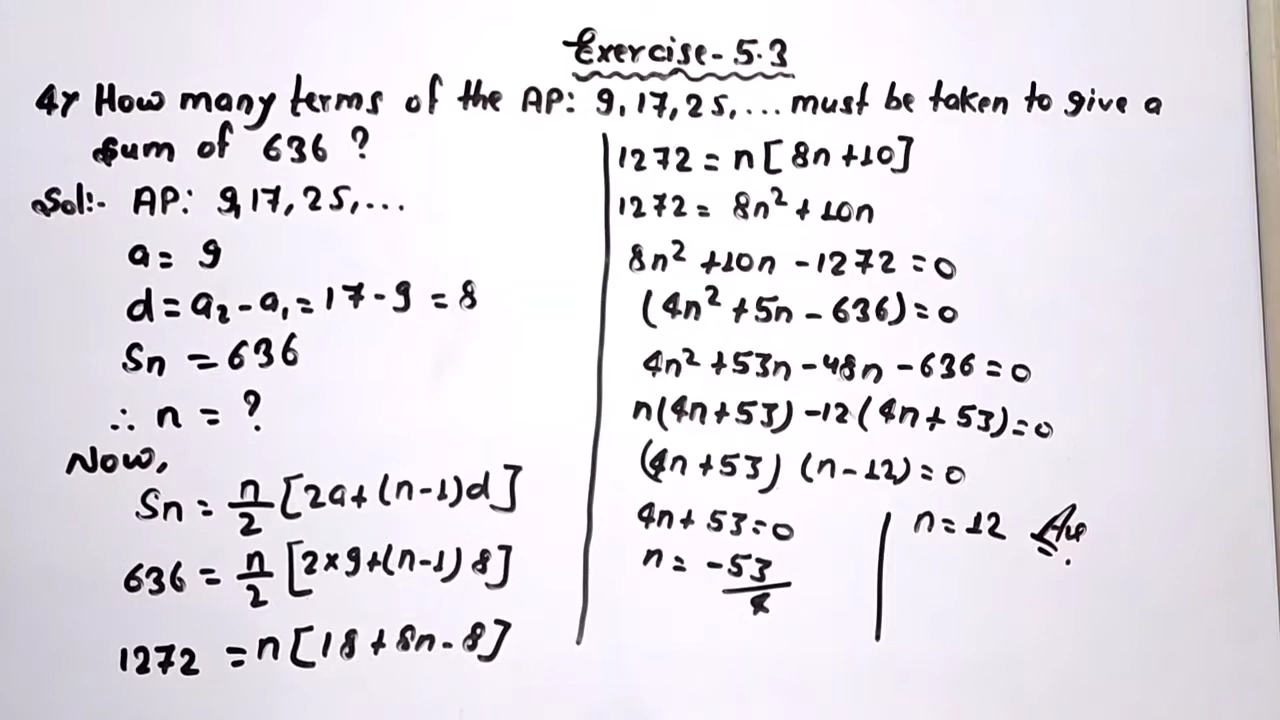 Exercise-5.3
4) How many terms of the AP: 9, 17, 25, ... must be taken to give a
sum of 636 ?
Sol:- AP: 9, 17, 25, ...
a = 9
d = a₂ - a₁ = 17 - 9 = 8
Sn = 636
∴ n = ?
Now,
Sn = n/2 [2a + (n-1)d]
636 = n/2 [2×9+(n-1) 8]
1272 = n [18 + 8n - 8]
1272 = n [8n + 10]
1272 = 8n² + 10n
8n² + 10n - 1272 = 0
(4n² + 5n - 636) = 0
4n² + 53n - 48n - 636 = 0
n(4n + 53) - 12 (4n + 53) = 0
(4n + 53) (n - 12) = 0
4n + 53 = 0
n = -53/4
n = 12 Ans.